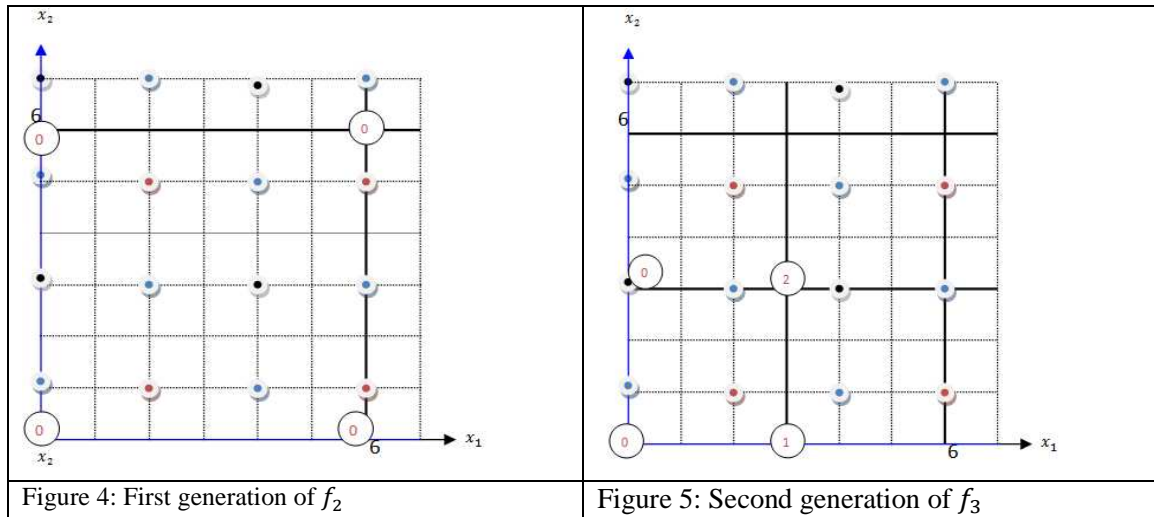 x₂
6
0
0
0
0
x₁
6
x₂
Figure 4: First generation of f₂
x₂
6
0
2
0
1
x₁
6
Figure 5: Second generation of f₃